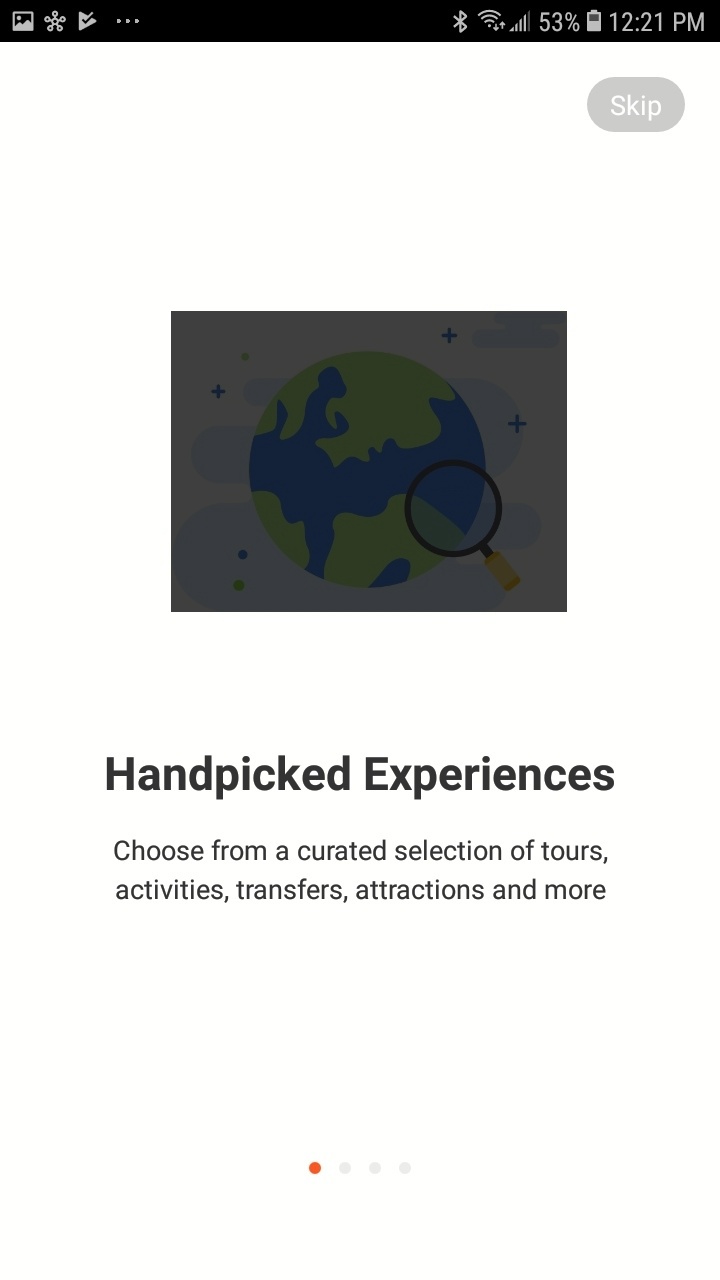 53% 12:21 PM
Skip
Handpicked Experiences
Choose from a curated selection of tours,
activities, transfers, attractions and more